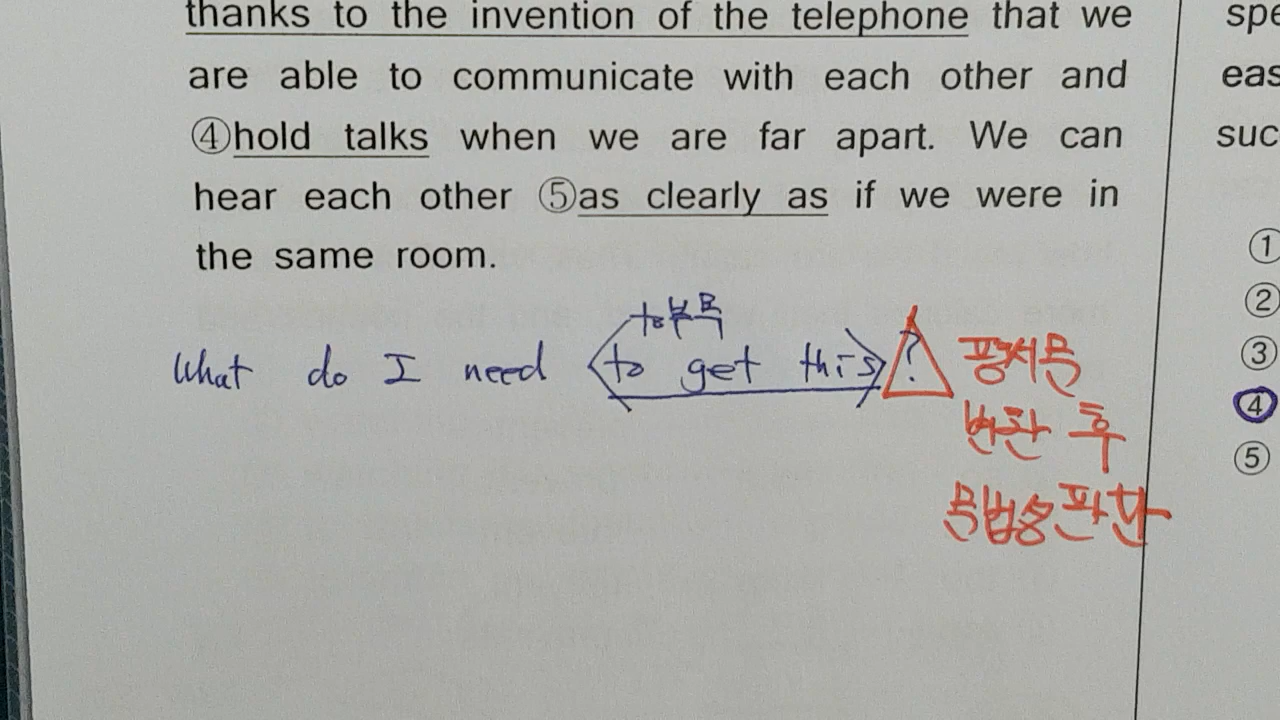 thanks to the invention of the telephone that we
are able to communicate with each other and
④hold talks when we are far apart. We can
hear each other ⑤as clearly as if we were in
the same room.
to부목
What do I need <to get this>?
평서문
변환 후
문법성 판단
spe
eas
suc
①
②
③
④
⑤